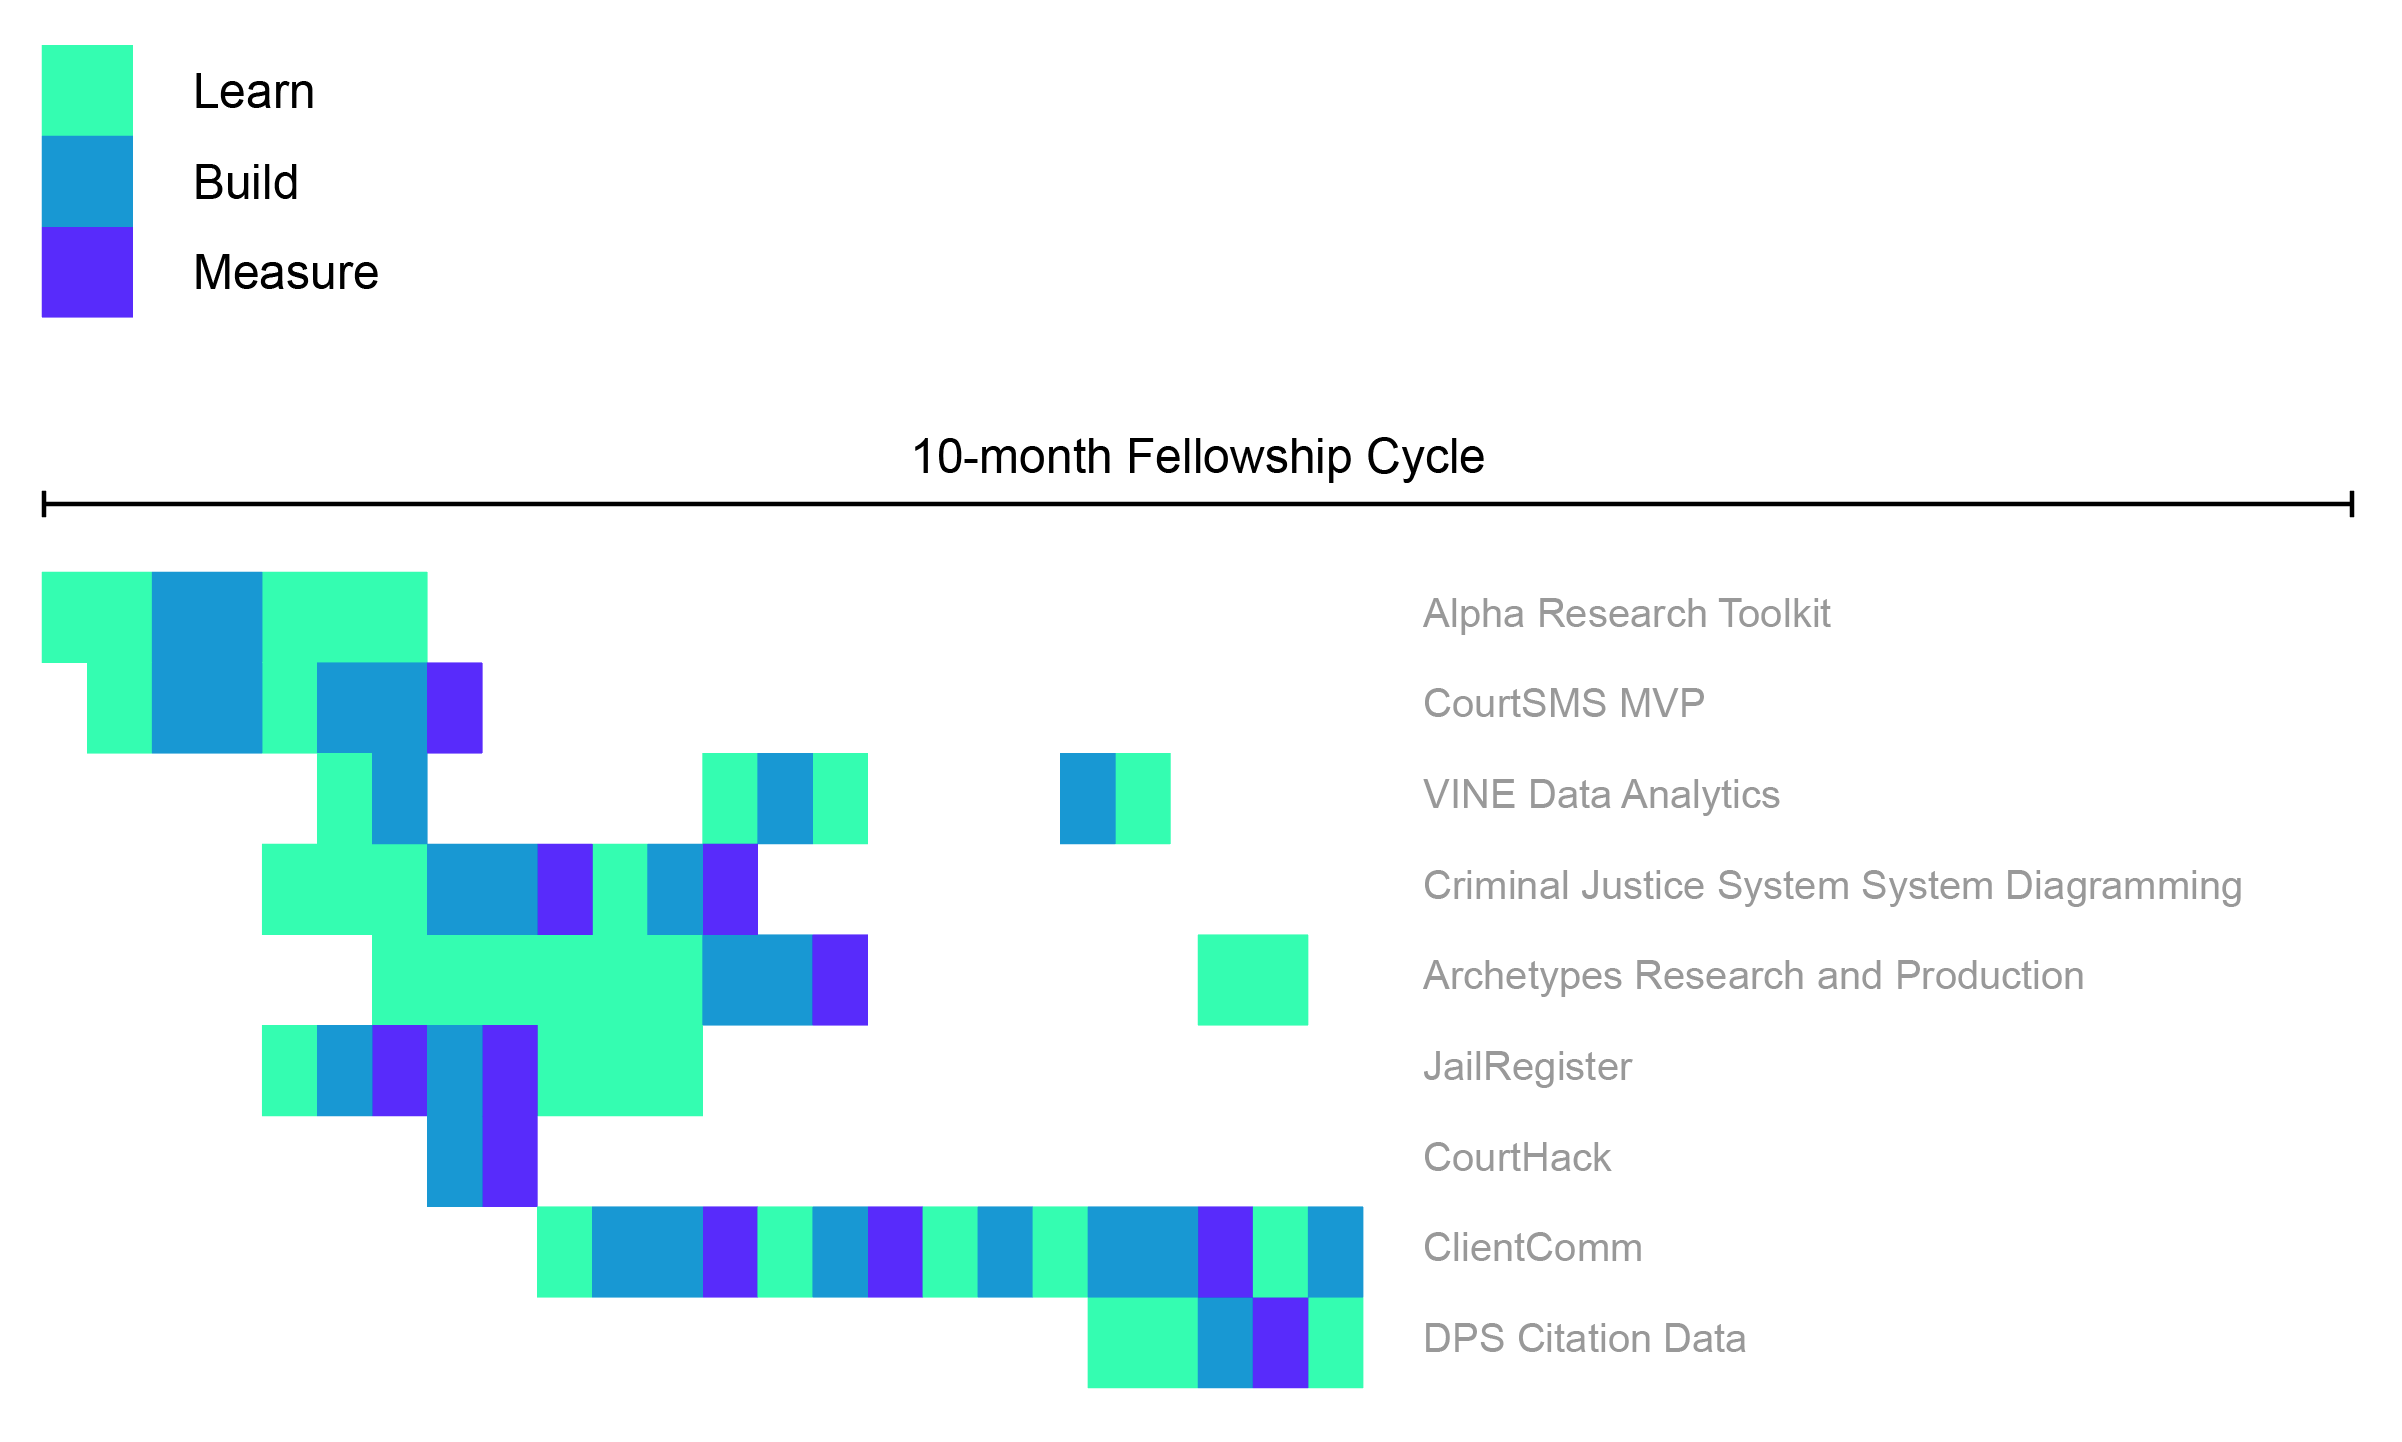 Learn
Build
Measure
10-month Fellowship Cycle
Alpha Research Toolkit
CourtSMS MVP
VINE Data Analytics
Criminal Justice System System Diagramming
Archetypes Research and Production
JailRegister
CourtHack
ClientComm
DPS Citation Data